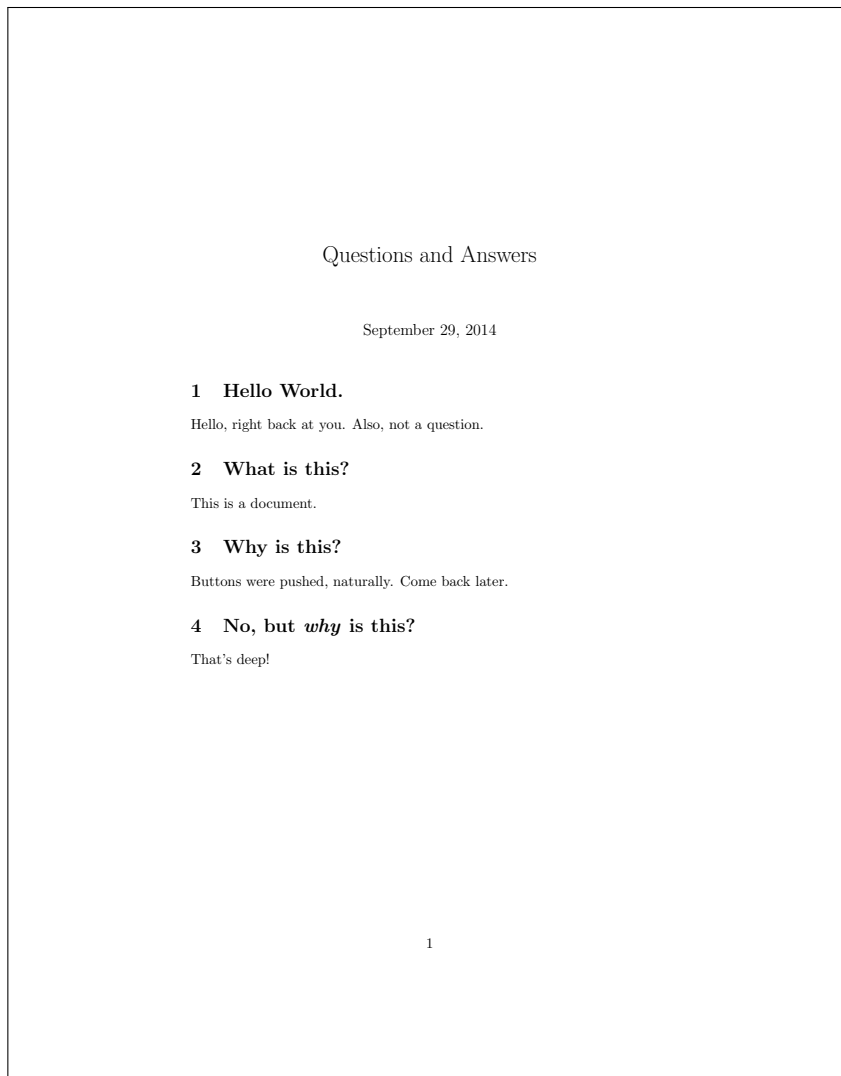 Questions and Answers
September 29, 2014
1 Hello World.
Hello, right back at you. Also, not a question.
2 What is this?
This is a document.
3 Why is this?
Buttons were pushed, naturally. Come back later.
4 No, but why is this?
That's deep!
1